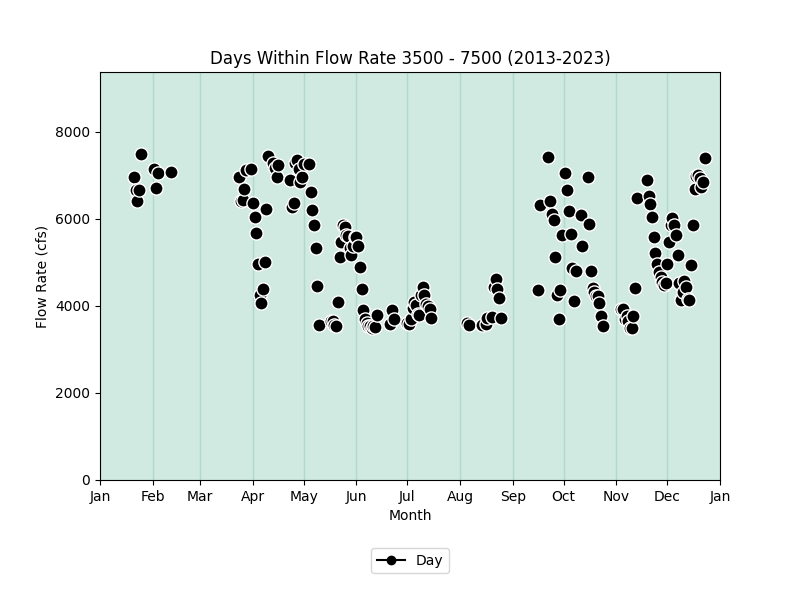 Days Within Flow Rate 3500 - 7500 (2013-2023)
8000
6000
4000
2000
0
Flow Rate (cfs)
Jan Feb Mar Apr May Jun Jul Aug Sep Oct Nov Dec Jan
Month
Day